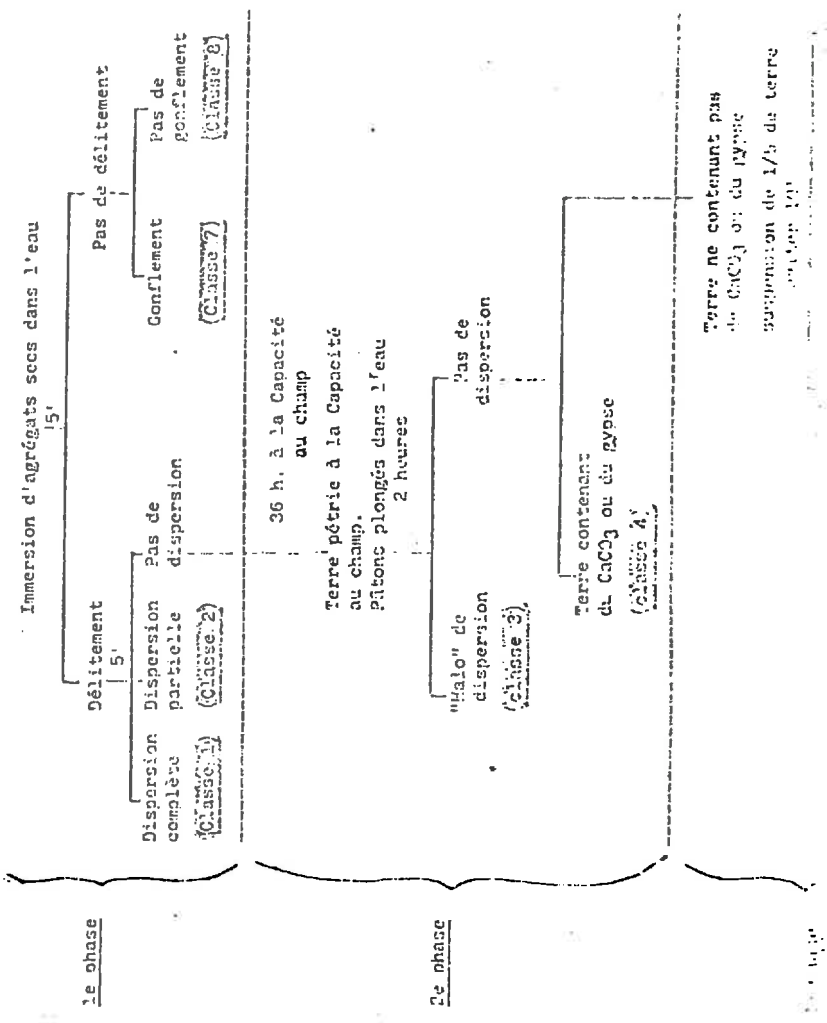 Immersion d'agrégats secs dans l'eau
15'
Délitement
Pas de délitement
5'
Dispersion complète
(Classe 1)
Dispersion partielle
(Classe 2)
Pas de dispersion
Gonflement
(Classe 7)
Pas de gonflement
(Classe 8)
1e phase
36 h. à la Capacité
au champ
Terre pétrie à la Capacité
au champ.
Pâtons plongés dans l'eau
2 heures
"Halo" de
dispersion
(classe 3)
Pas de
dispersion
Terre contenant
du CaCO3 ou du gypse
(classe 4)
2e phase
Terre ne contenant pas
de CaCO3 ou du gypse
suspension de 1/5 de terre